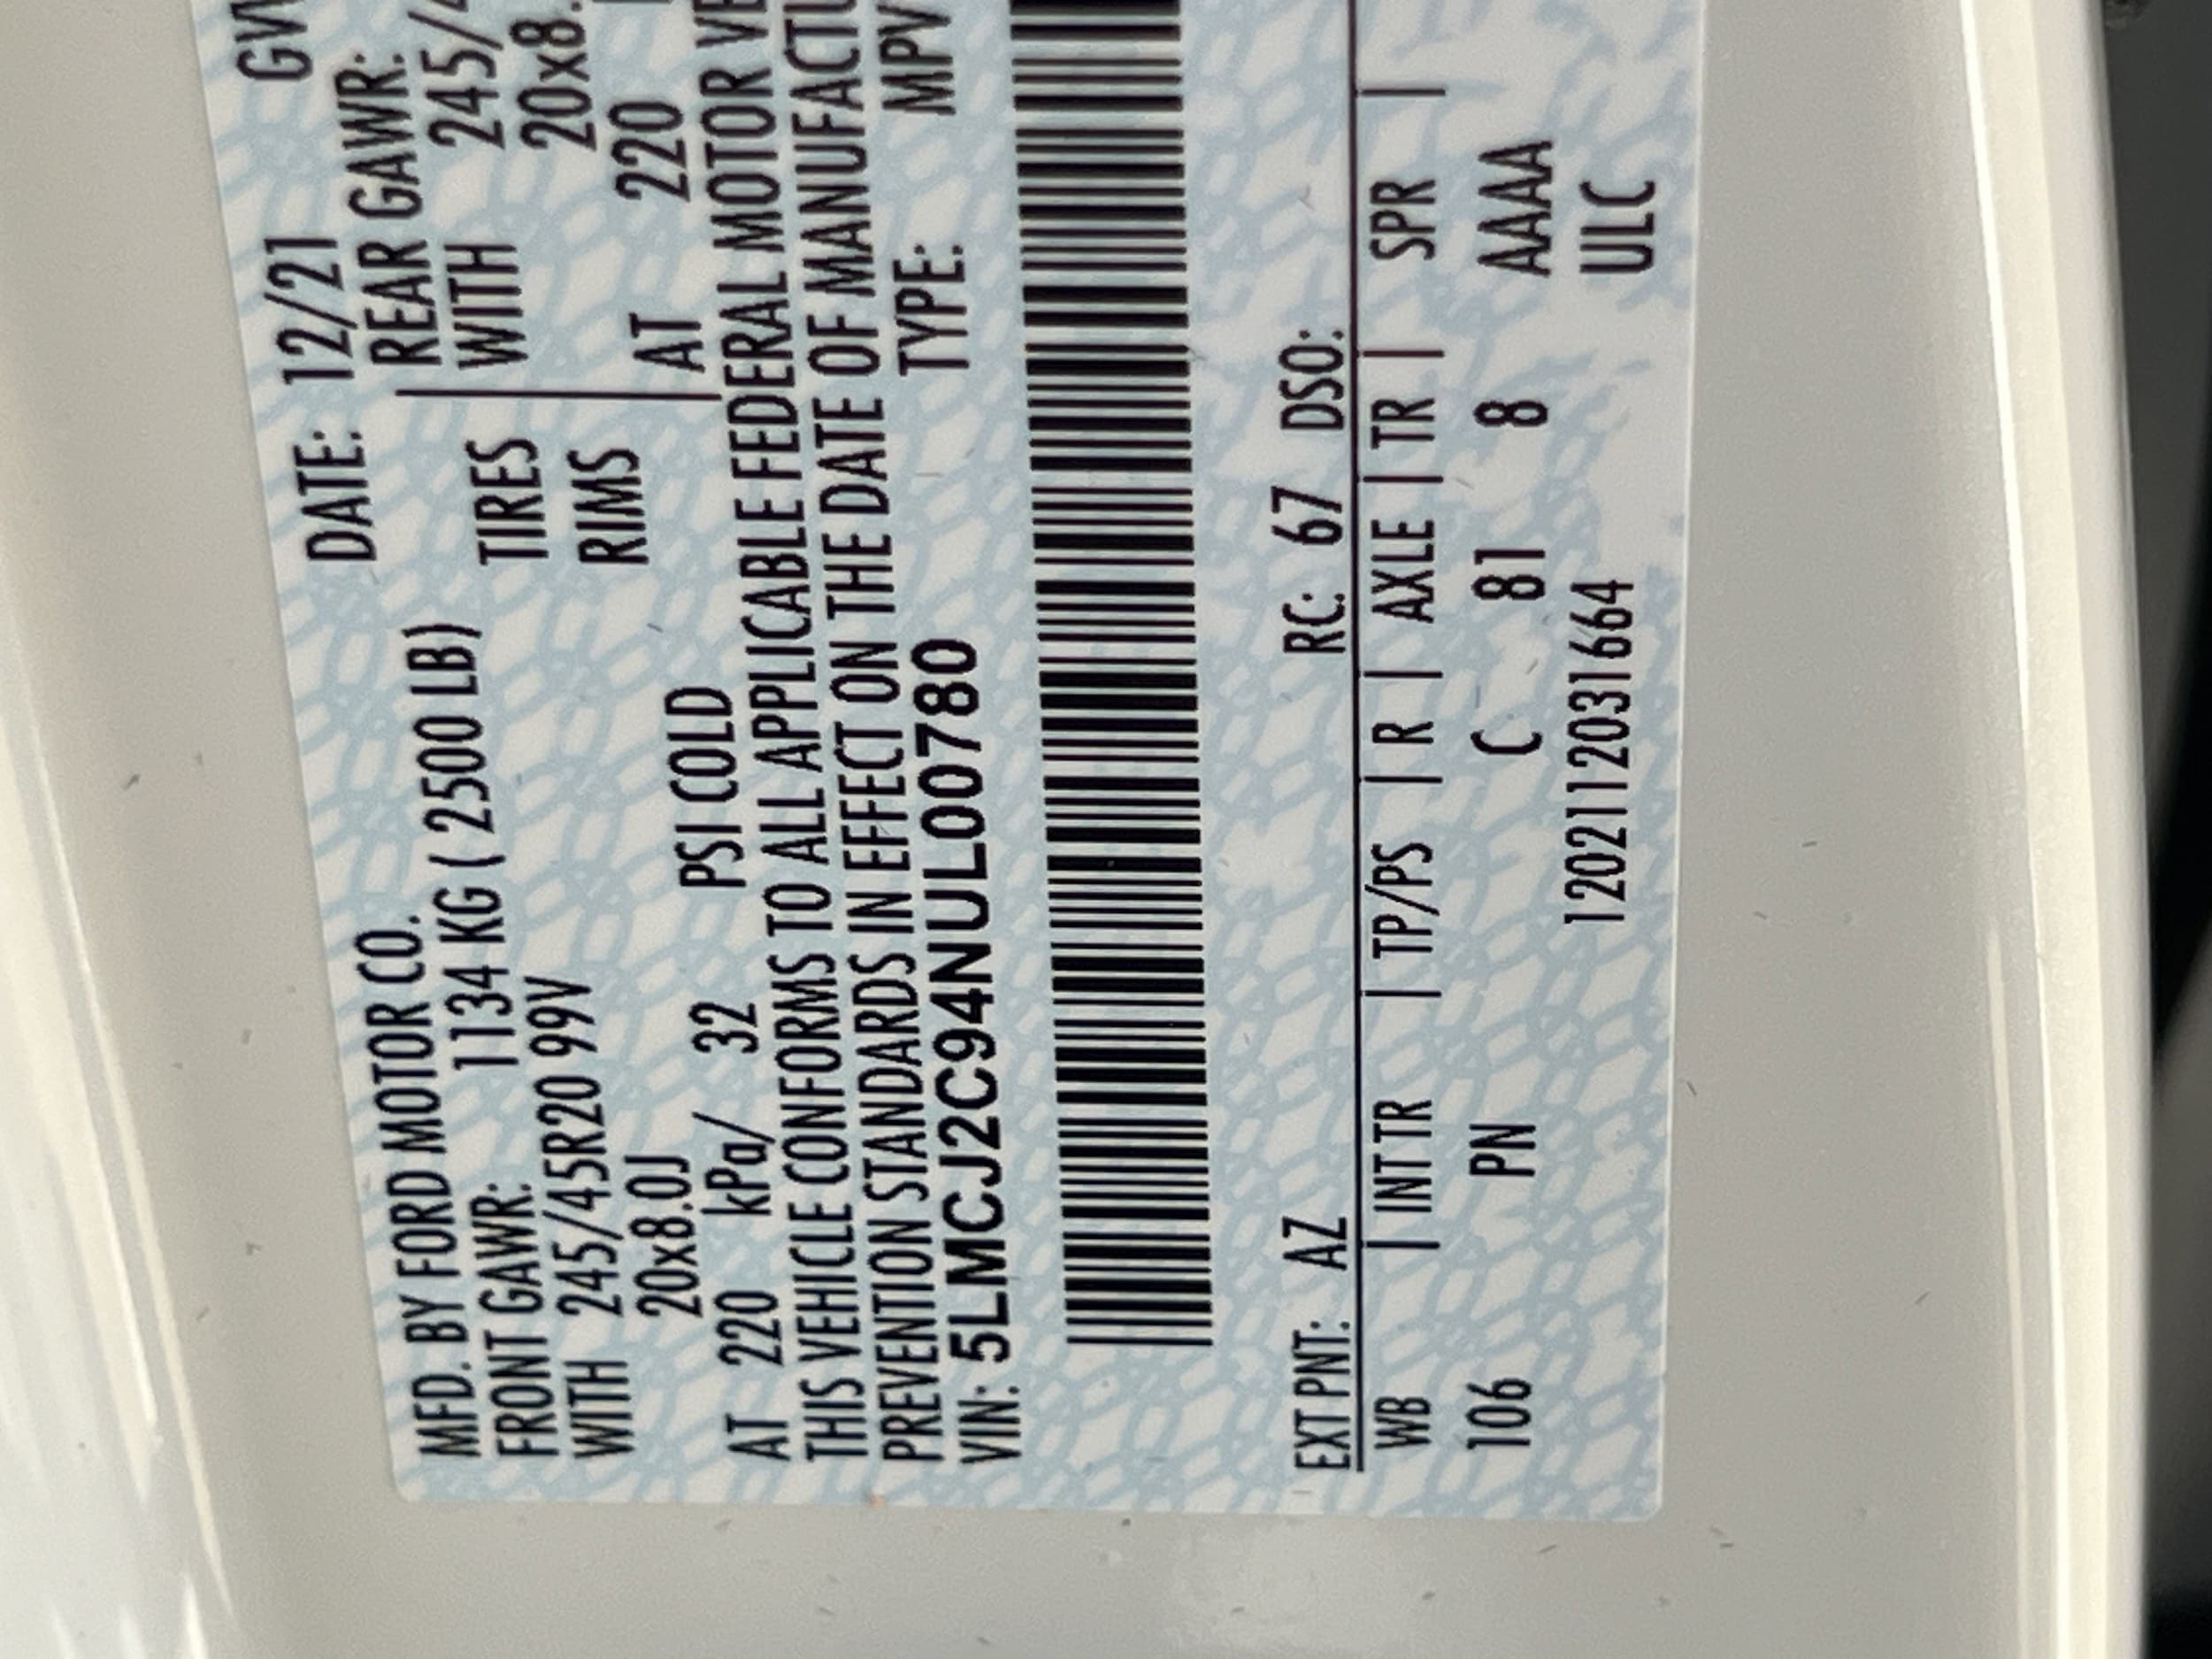 MFD. BY FORD MOTOR CO. DATE: 12/21 GV
FRONT GAWR: 1134 KG ( 2500 LB) REAR GAWR:
WITH 245/45R20 99V TIRES WITH 245/4
20x8.0J RIMS 20x8.
AT 220 kPa/ 32 PSI COLD AT 220
THIS VEHICLE CONFORMS TO ALL APPLICABLE FEDERAL MOTOR VE
PREVENTION STANDARDS IN EFFECT ON THE DATE OF MANUFACTU
VIN: 5LMCJ2C94NUL00780 TYPE: MPV
EXT PNT: AZ RC: 67 DSO:
WB | INT TR | TP/PS | R | AXLE | TR | SPR |
106 PN C 81 8 AAAA
1202112031664 ULC